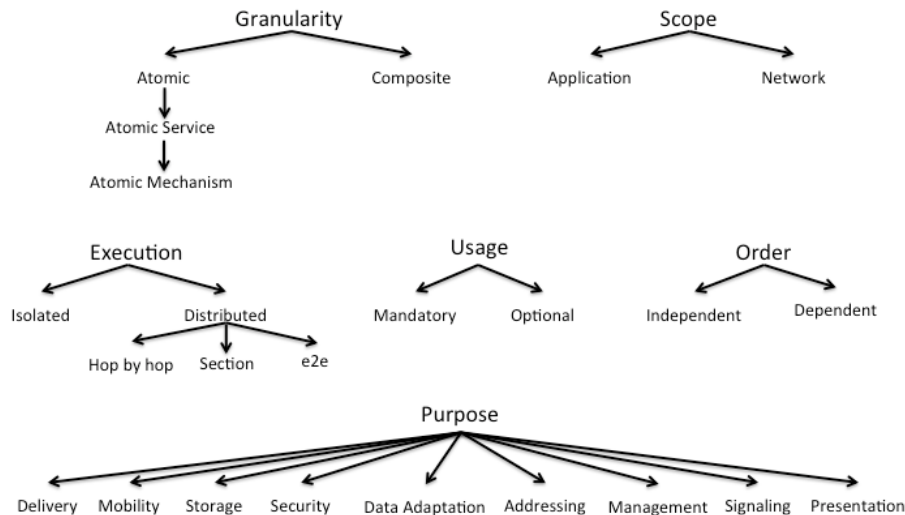 Granularity Scope
Atomic Composite Application Network
Atomic Service
Atomic Mechanism
Execution Usage Order
Isolated Distributed Mandatory Optional Independent Dependent
Hop by hop Section e2e
Purpose
Delivery Mobility Storage Security Data Adaptation Addressing Management Signaling Presentation